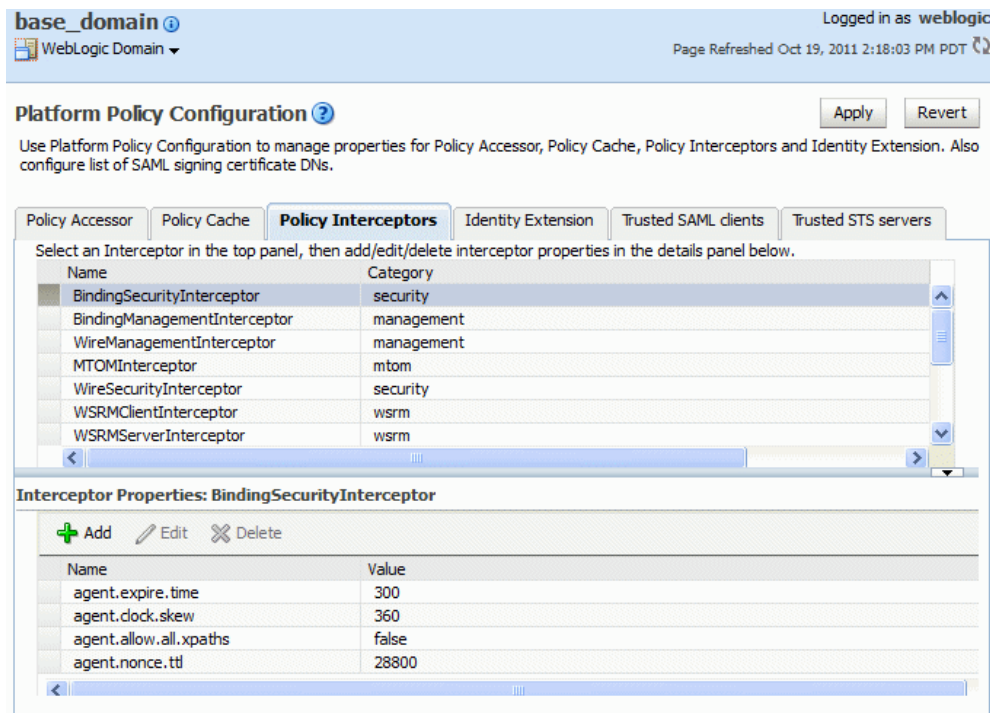 base_domain
Logged in as weblogic
WebLogic Domain
Page Refreshed Oct 19, 2011 2:18:03 PM PDT
Platform Policy Configuration
Apply Revert
Use Platform Policy Configuration to manage properties for Policy Accessor, Policy Cache, Policy Interceptors and Identity Extension. Also
configure list of SAML signing certificate DNs.
Policy Accessor Policy Cache Policy Interceptors Identity Extension Trusted SAML clients Trusted STS servers
Select an Interceptor in the top panel, then add/edit/delete interceptor properties in the details panel below.
Name Category
BindingSecurityInterceptor security
BindingManagementInterceptor management
WireManagementInterceptor management
MTOMInterceptor mtom
WireSecurityInterceptor security
WSRMClientInterceptor wsrm
WSRMServerInterceptor wsrm
Interceptor Properties: BindingSecurityInterceptor
Add Edit Delete
Name Value
agent.expire.time 300
agent.clock.skew 360
agent.allow.all.xpaths false
agent.nonce.ttl 28800